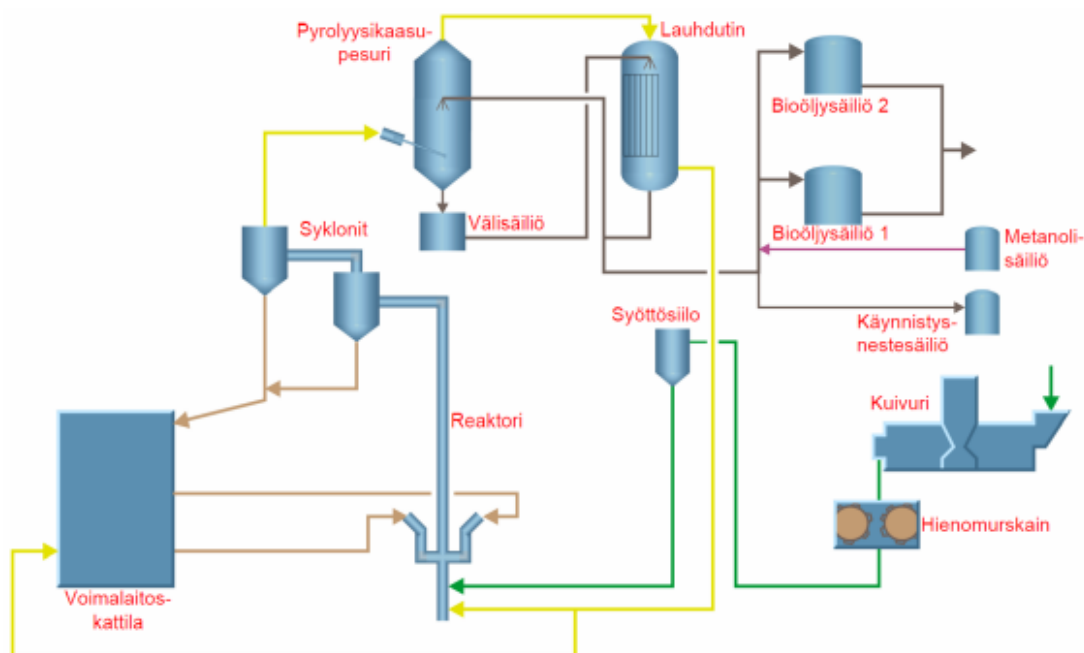 Pyrolyysikaasu-
pesuri
Lauhdutin
Bioöljysäiliö 2
Syklonit
Välisäiliö
Bioöljysäiliö 1
Metanoli-
säiliö
Syöttösiilo
Käynnistys-
nestesäiliö
Kuivuri
Reaktori
Hienomurskain
Voimalaitos-
kattila